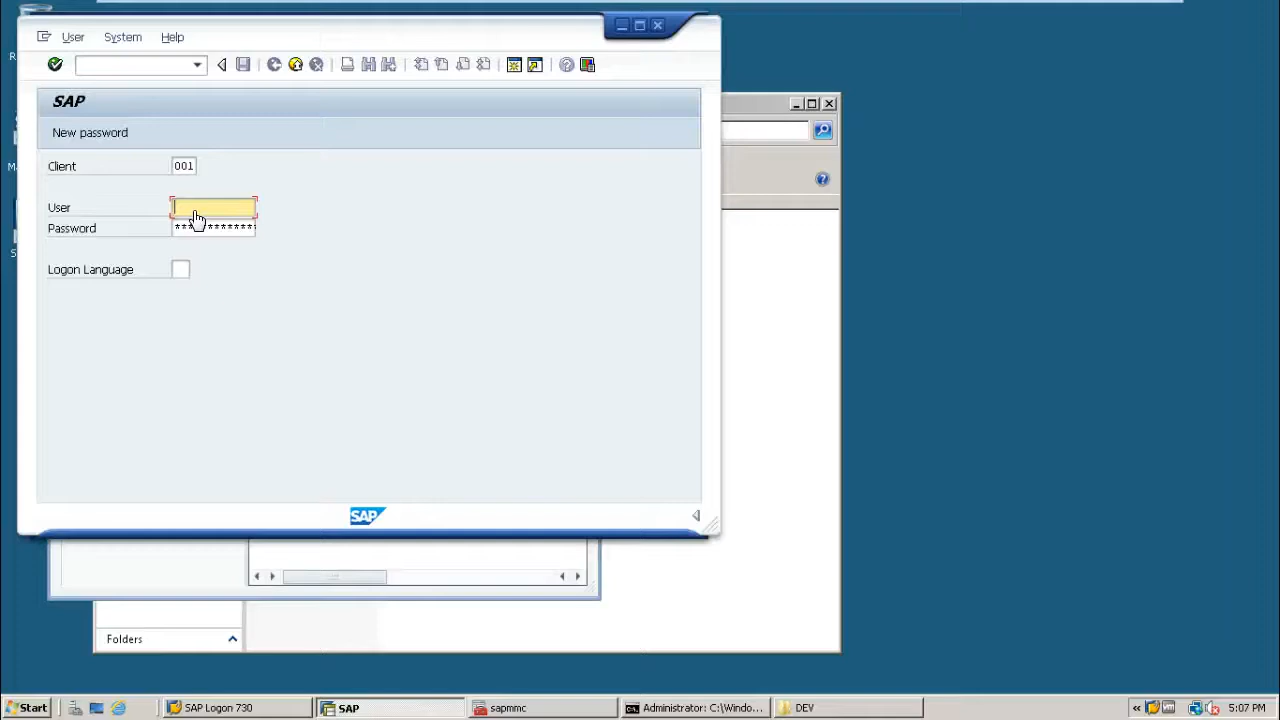 User System Help
SAP
New password
Client 001
User
Password *************
Logon Language
SAP
Folders
Start SAP Logon 730 SAP sapmmc Administrator: C:\Windo... DEV « 5:07 PM